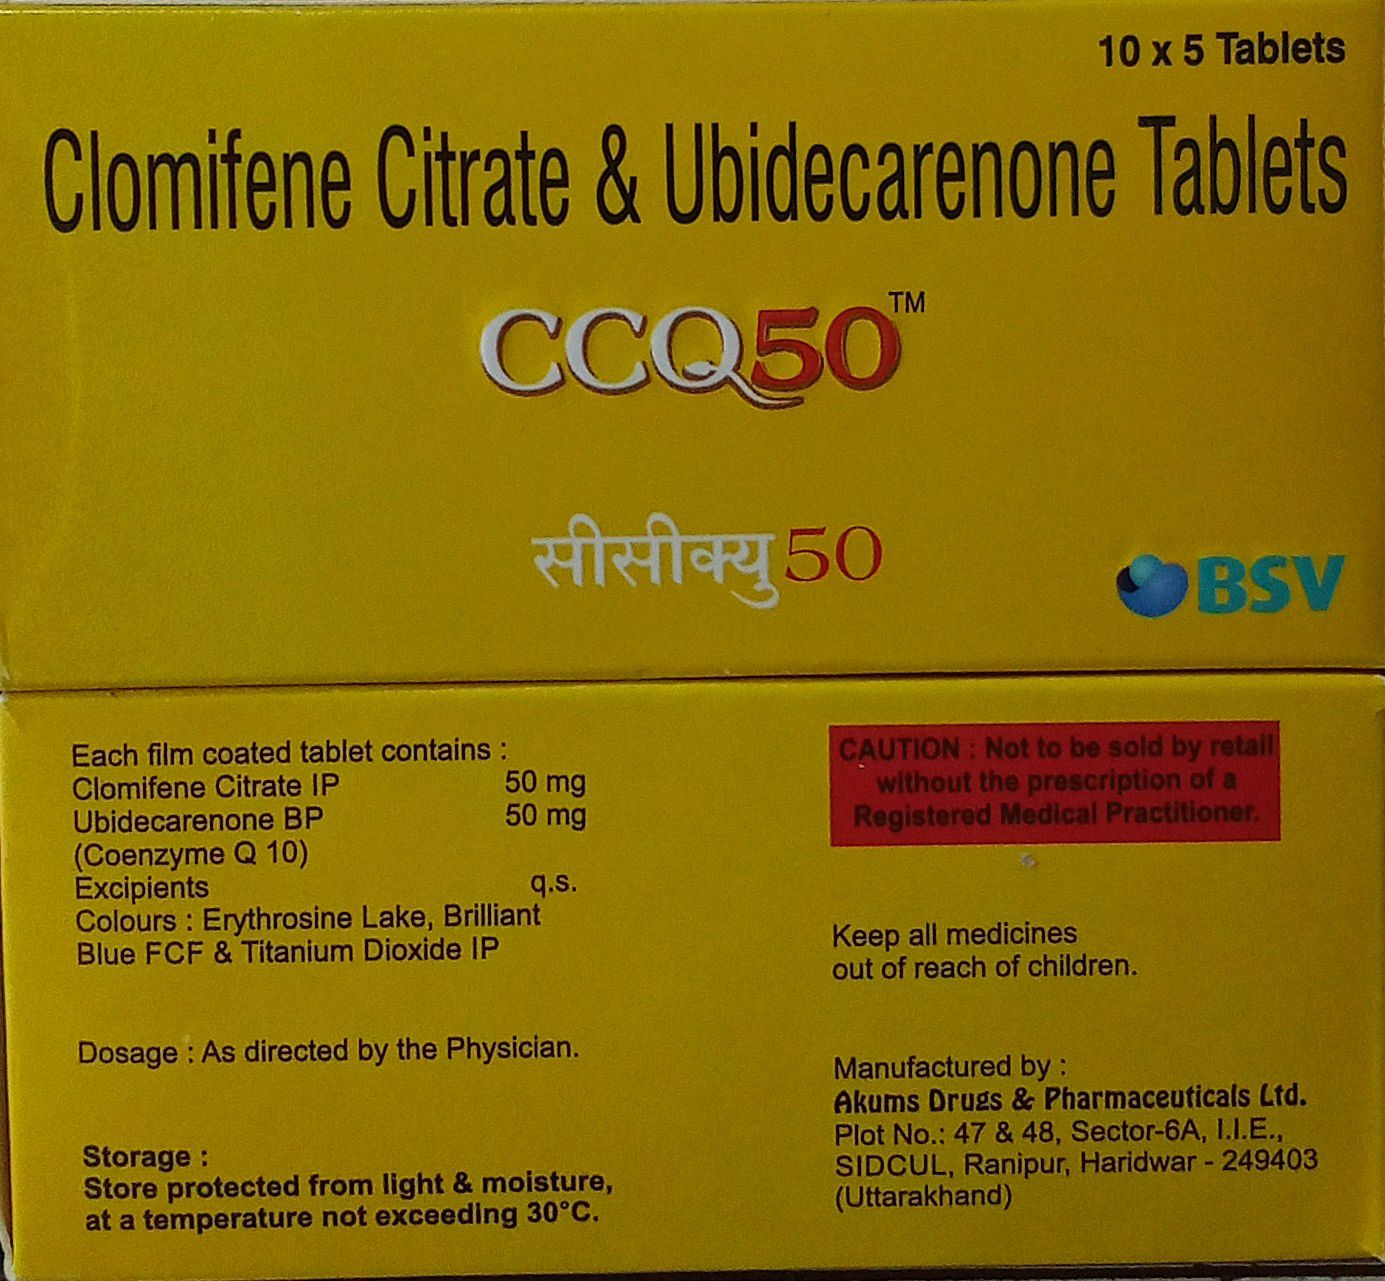 10 x 5 Tablets
Clomifene Citrate & Ubidecarenone Tablets
CCQ50™
सीसीक्यु 50
BSV
Each film coated tablet contains :
Clomifene Citrate IP 50 mg
Ubidecarenone BP 50 mg
(Coenzyme Q 10)
Excipients q.s.
Colours : Erythrosine Lake, Brilliant
Blue FCF & Titanium Dioxide IP
Dosage : As directed by the Physician.
Storage :
Store protected from light & moisture,
at a temperature not exceeding 30°C.
CAUTION : Not to be sold by retail
without the prescription of a
Registered Medical Practitioner.
Keep all medicines
out of reach of children.
Manufactured by :
Akums Drugs & Pharmaceuticals Ltd.
Plot No.: 47 & 48, Sector-6A, I.I.E.,
SIDCUL, Ranipur, Haridwar - 249403
(Uttarakhand)